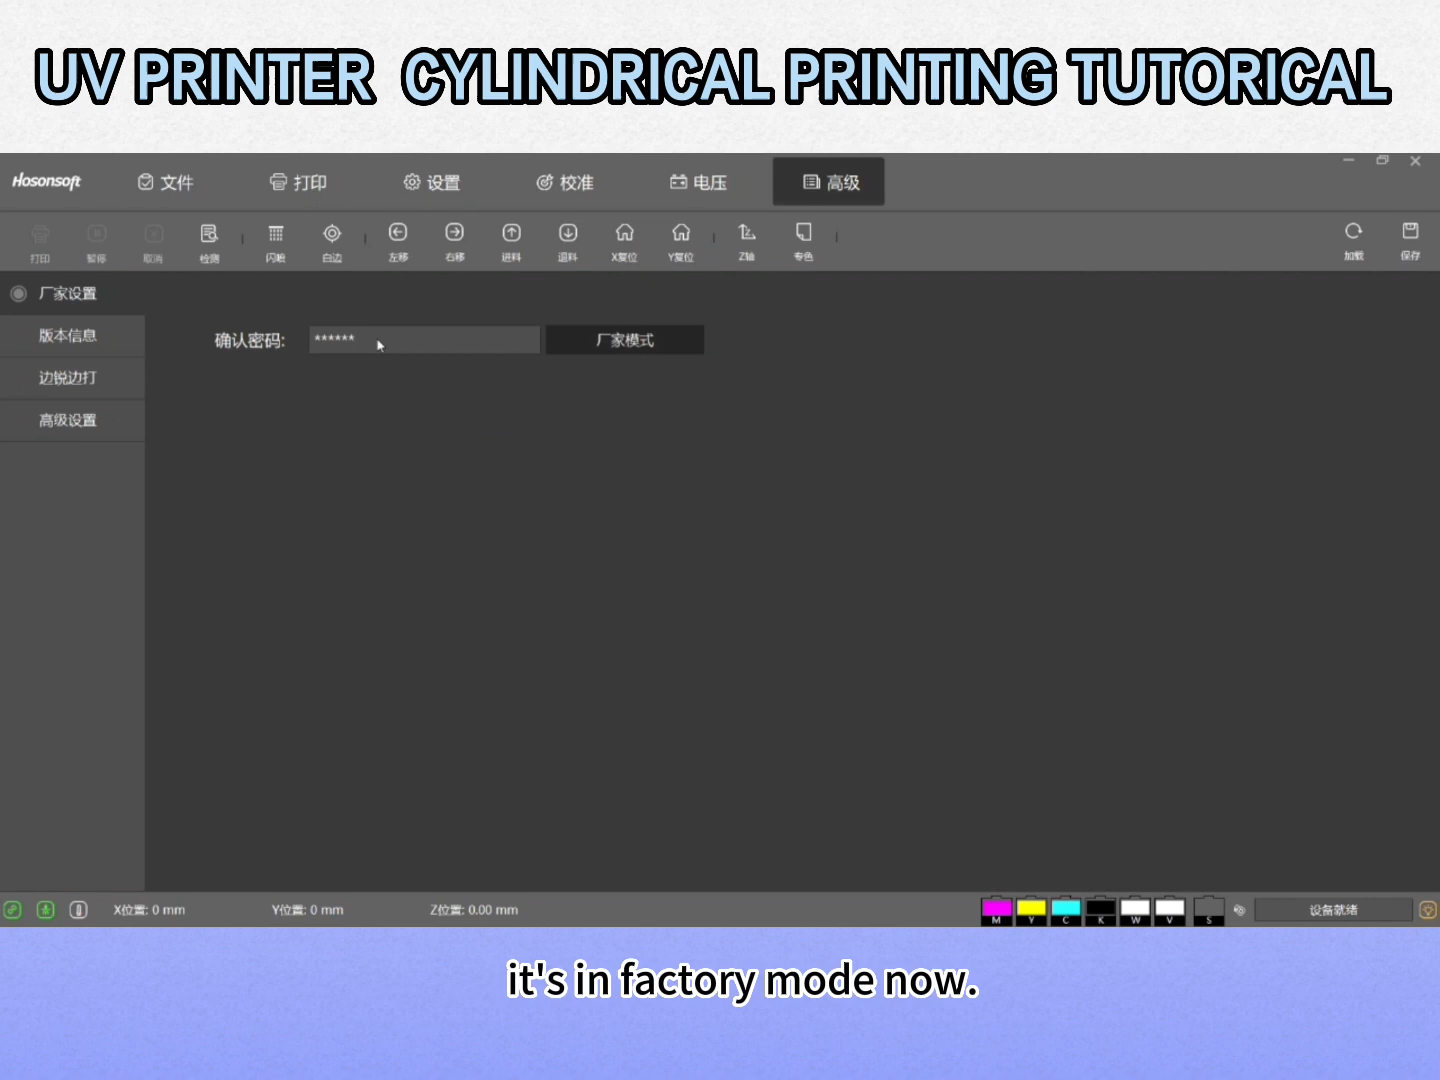 UV PRINTER CYLINDRICAL PRINTING TUTORICAL
Hosonsoft 文件 打印 设置 校准 电压 高级
打印 暂停 取消 检测 闪喷 白边 左移 右移 进料 退料 X复位 Y复位 Z轴 专色 加载 保存
厂家设置
版本信息
边锐边打
高级设置
确认密码: ****** 厂家模式
X位置: 0 mm Y位置: 0 mm Z位置: 0.00 mm M Y C K W V S 设备就绪
it's in factory mode now.